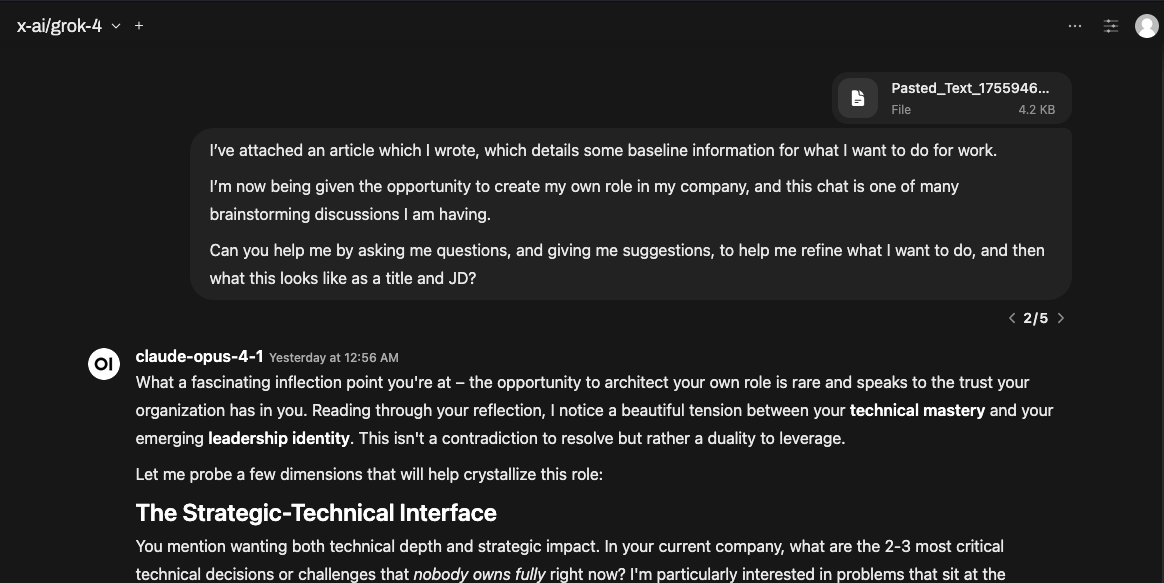 x-ai/grok-4
Pasted_Text_1755946...
File 4.2 KB
I’ve attached an article which I wrote, which details some baseline information for what I want to do for work.
I’m now being given the opportunity to create my own role in my company, and this chat is one of many
brainstorming discussions I am having.
Can you help me by asking me questions, and giving me suggestions, to help me refine what I want to do, and then
what this looks like as a title and JD?
2/5
OI
claude-opus-4-1 Yesterday at 12:56 AM
What a fascinating inflection point you're at – the opportunity to architect your own role is rare and speaks to the trust your
organization has in you. Reading through your reflection, I notice a beautiful tension between your technical mastery and your
emerging leadership identity. This isn't a contradiction to resolve but rather a duality to leverage.
Let me probe a few dimensions that will help crystallize this role:
The Strategic-Technical Interface
You mention wanting both technical depth and strategic impact. In your current company, what are the 2-3 most critical
technical decisions or challenges that nobody owns fully right now? I'm particularly interested in problems that sit at the